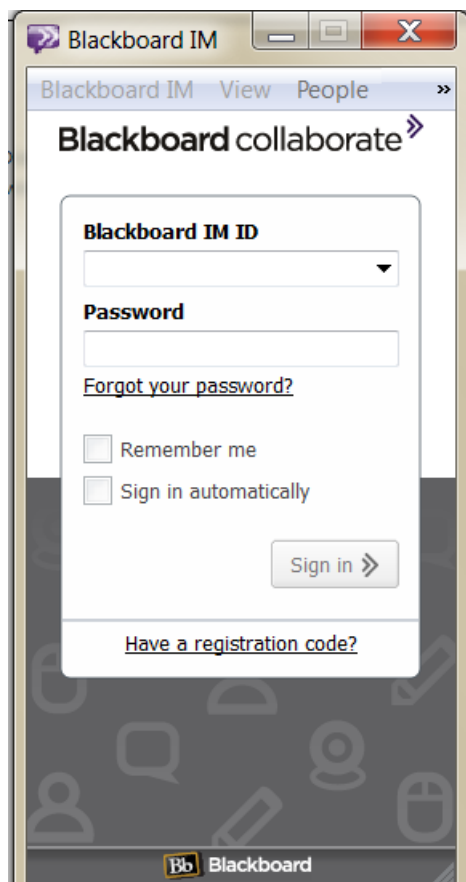 Blackboard IM
Blackboard IM View People »
Blackboard collaborate
Blackboard IM ID
Password
Forgot your password?
Remember me
Sign in automatically
Sign in
Have a registration code?
Bb Blackboard